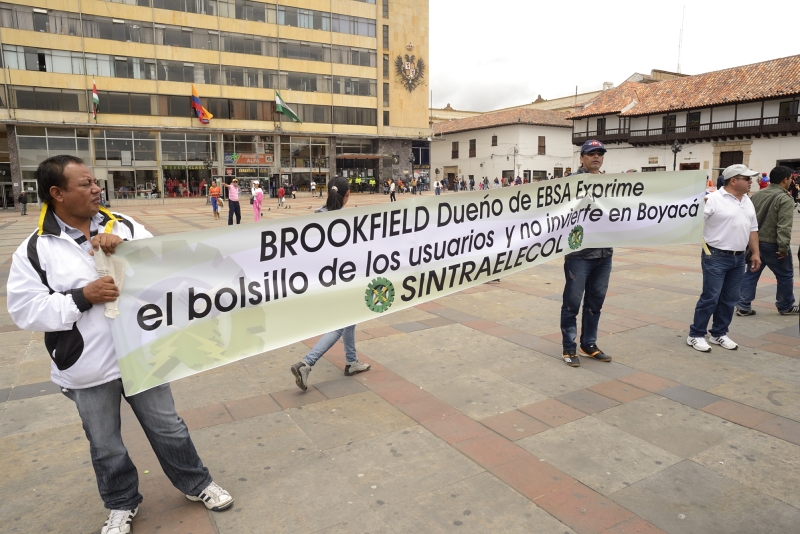 BROOKFIELD Dueño de EBSA Exprime
el bolsillo de los usuarios y no invierte en Boyacá
SINTRAELECOL